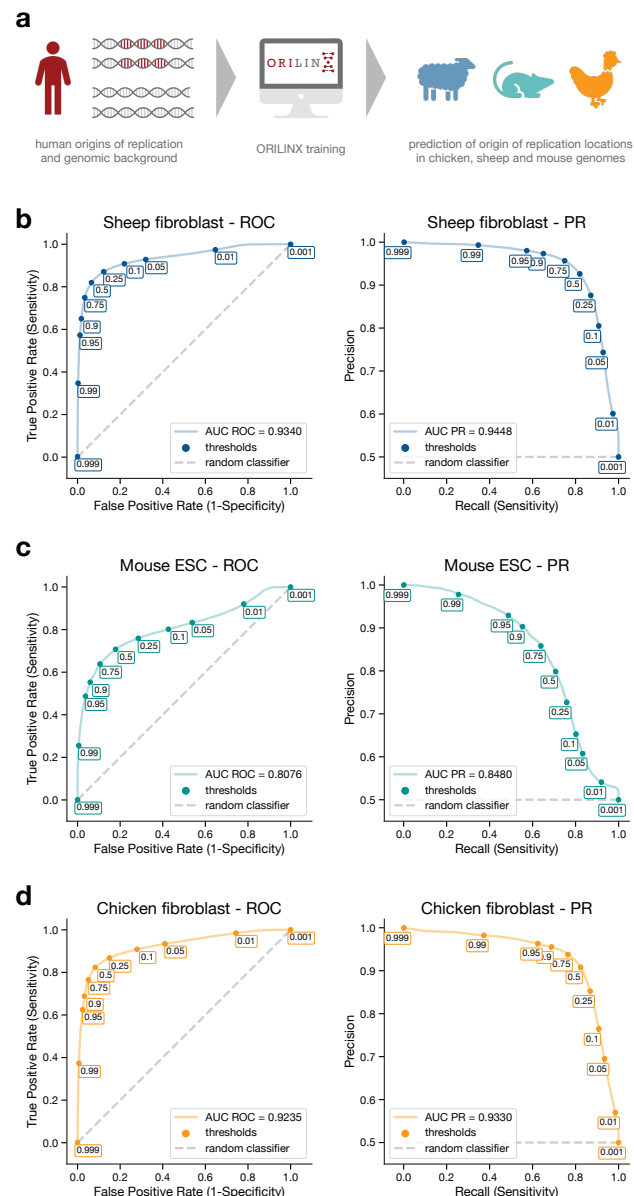 a
ORILINX
human origins of replication
and genomic background
ORILINX training
prediction of origin of replication locations
in chicken, sheep and mouse genomes
b
Sheep fibroblast - ROC
True Positive Rate (Sensitivity)
1.0
0.8
0.6
0.4
0.2
0.0
0.001
0.01
0.05
0.1
0.25
0.5
0.75
0.9
0.95
0.99
0.999
AUC ROC = 0.9340
thresholds
random classifier
0.0 0.2 0.4 0.6 0.8 1.0
False Positive Rate (1-Specificity)
Sheep fibroblast - PR
Precision
1.0
0.9
0.8
0.7
0.6
0.5
0.999
0.99
0.95
0.9
0.75
0.5
0.25
0.1
0.05
0.01
0.001
AUC PR = 0.9448
thresholds
random classifier
0.0 0.2 0.4 0.6 0.8 1.0
Recall (Sensitivity)
c
Mouse ESC - ROC
True Positive Rate (Sensitivity)
1.0
0.8
0.6
0.4
0.2
0.0
0.001
0.01
0.05
0.1
0.25
0.5
0.75
0.9
0.95
0.99
0.999
AUC ROC = 0.8076
thresholds
random classifier
0.0 0.2 0.4 0.6 0.8 1.0
False Positive Rate (1-Specificity)
Mouse ESC - PR
Precision
1.0
0.9
0.8
0.7
0.6
0.5
0.999
0.99
0.95
0.9
0.75
0.5
0.25
0.1
0.05
0.01
0.001
AUC PR = 0.8480
thresholds
random classifier
0.0 0.2 0.4 0.6 0.8 1.0
Recall (Sensitivity)
d
Chicken fibroblast - ROC
True Positive Rate (Sensitivity)
1.0
0.8
0.6
0.4
0.2
0.0
0.001
0.01
0.05
0.1
0.25
0.5
0.75
0.9
0.95
0.99
0.999
AUC ROC = 0.9235
thresholds
random classifier
0.0 0.2 0.4 0.6 0.8 1.0
False Positive Rate (1-Specificity)
Chicken fibroblast - PR
Precision
1.0
0.9
0.8
0.7
0.6
0.5
0.999
0.99
0.95
0.9
0.75
0.5
0.25
0.1
0.05
0.01
0.001
AUC PR = 0.9330
thresholds
random classifier
0.0 0.2 0.4 0.6 0.8 1.0
Recall (Sensitivity)